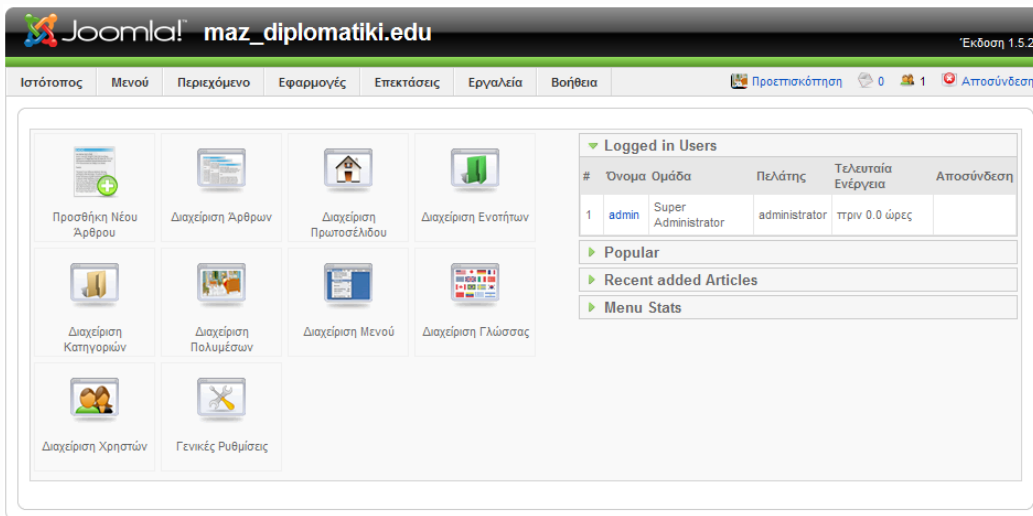 Joomla!™ maz_diplomatiki.edu
Έκδοση 1.5.2
Ιστότοπος Μενού Περιεχόμενο Εφαρμογές Επεκτάσεις Εργαλεία Βοήθεια Προεπισκόπηση 0 1 Αποσύνδεση
Προσθήκη Νέου
Άρθρου
Διαχείριση Άρθρων
Διαχείριση
Πρωτοσέλιδου
Διαχείριση Ενοτήτων
Διαχείριση
Κατηγοριών
Διαχείριση
Πολυμέσων
Διαχείριση Μενού
Διαχείριση Γλώσσας
Διαχείριση Χρηστών
Γενικές Ρυθμίσεις
Logged in Users
# Όνομα Ομάδα Πελάτης Τελευταία Ενέργεια Αποσύνδεση
1 admin Super Administrator administrator πριν 0.0 ώρες
Popular
Recent added Articles
Menu Stats